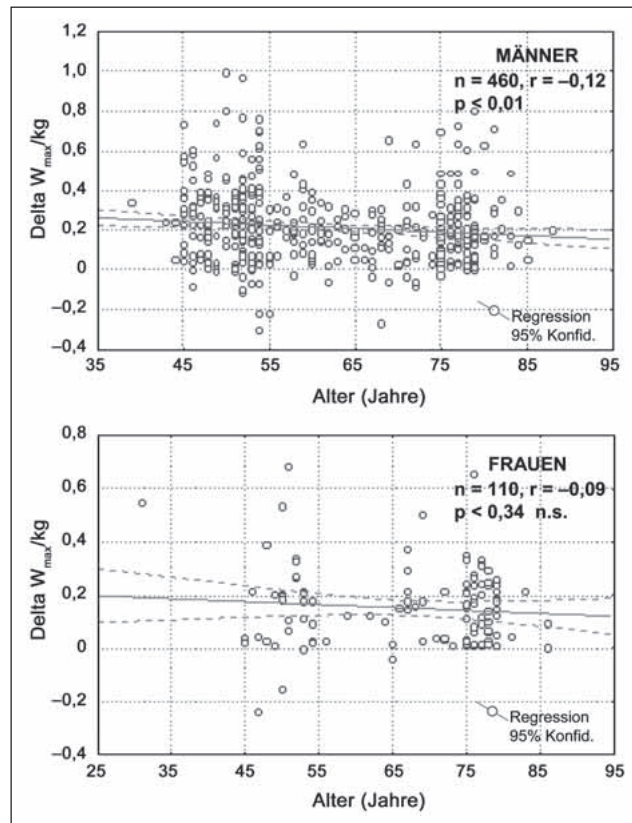 MÄNNER
n = 460, r = –0,12
p < 0,01
Delta Wmax/kg
1,2
1,0
0,8
0,6
0,4
0,2
0
–0,2
–0,4
Regression
95% Konfid.
35 45 55 65 75 85 95
Alter (Jahre)
FRAUEN
n = 110, r = –0,09
p < 0,34 n.s.
Delta Wmax/kg
0,8
0,6
0,4
0,2
0
–0,2
–0,4
Regression
95% Konfid.
25 45 55 65 75 85 95
Alter (Jahre)